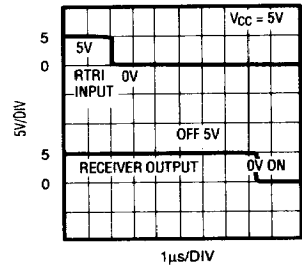 VCC = 5V
5
5V
0
RTRI
INPUT
0V
5V/DIV
OFF 5V
5
RECEIVER OUTPUT
0V ON
0
1µs/DIV